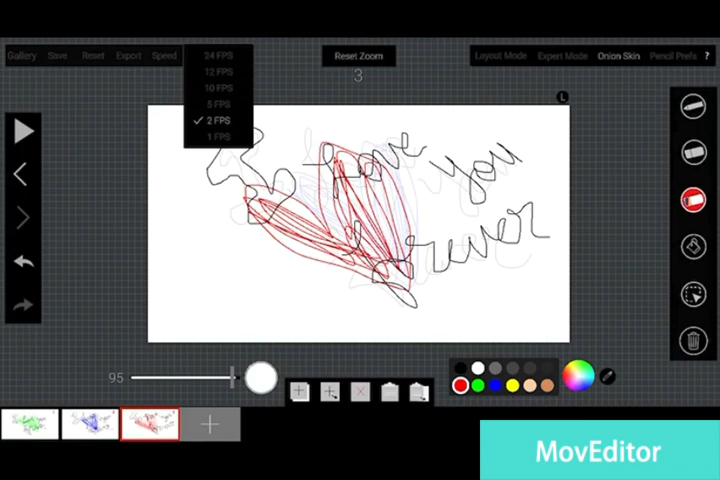 Gallery Save Reset Export Speed
24 FPS
12 FPS
10 FPS
5 FPS
2 FPS
1 FPS
Reset Zoom
3
Layout Mode Expert Mode Onion Skin Pencil Prefs ?
L
I Love you
Forever
95
MovEditor